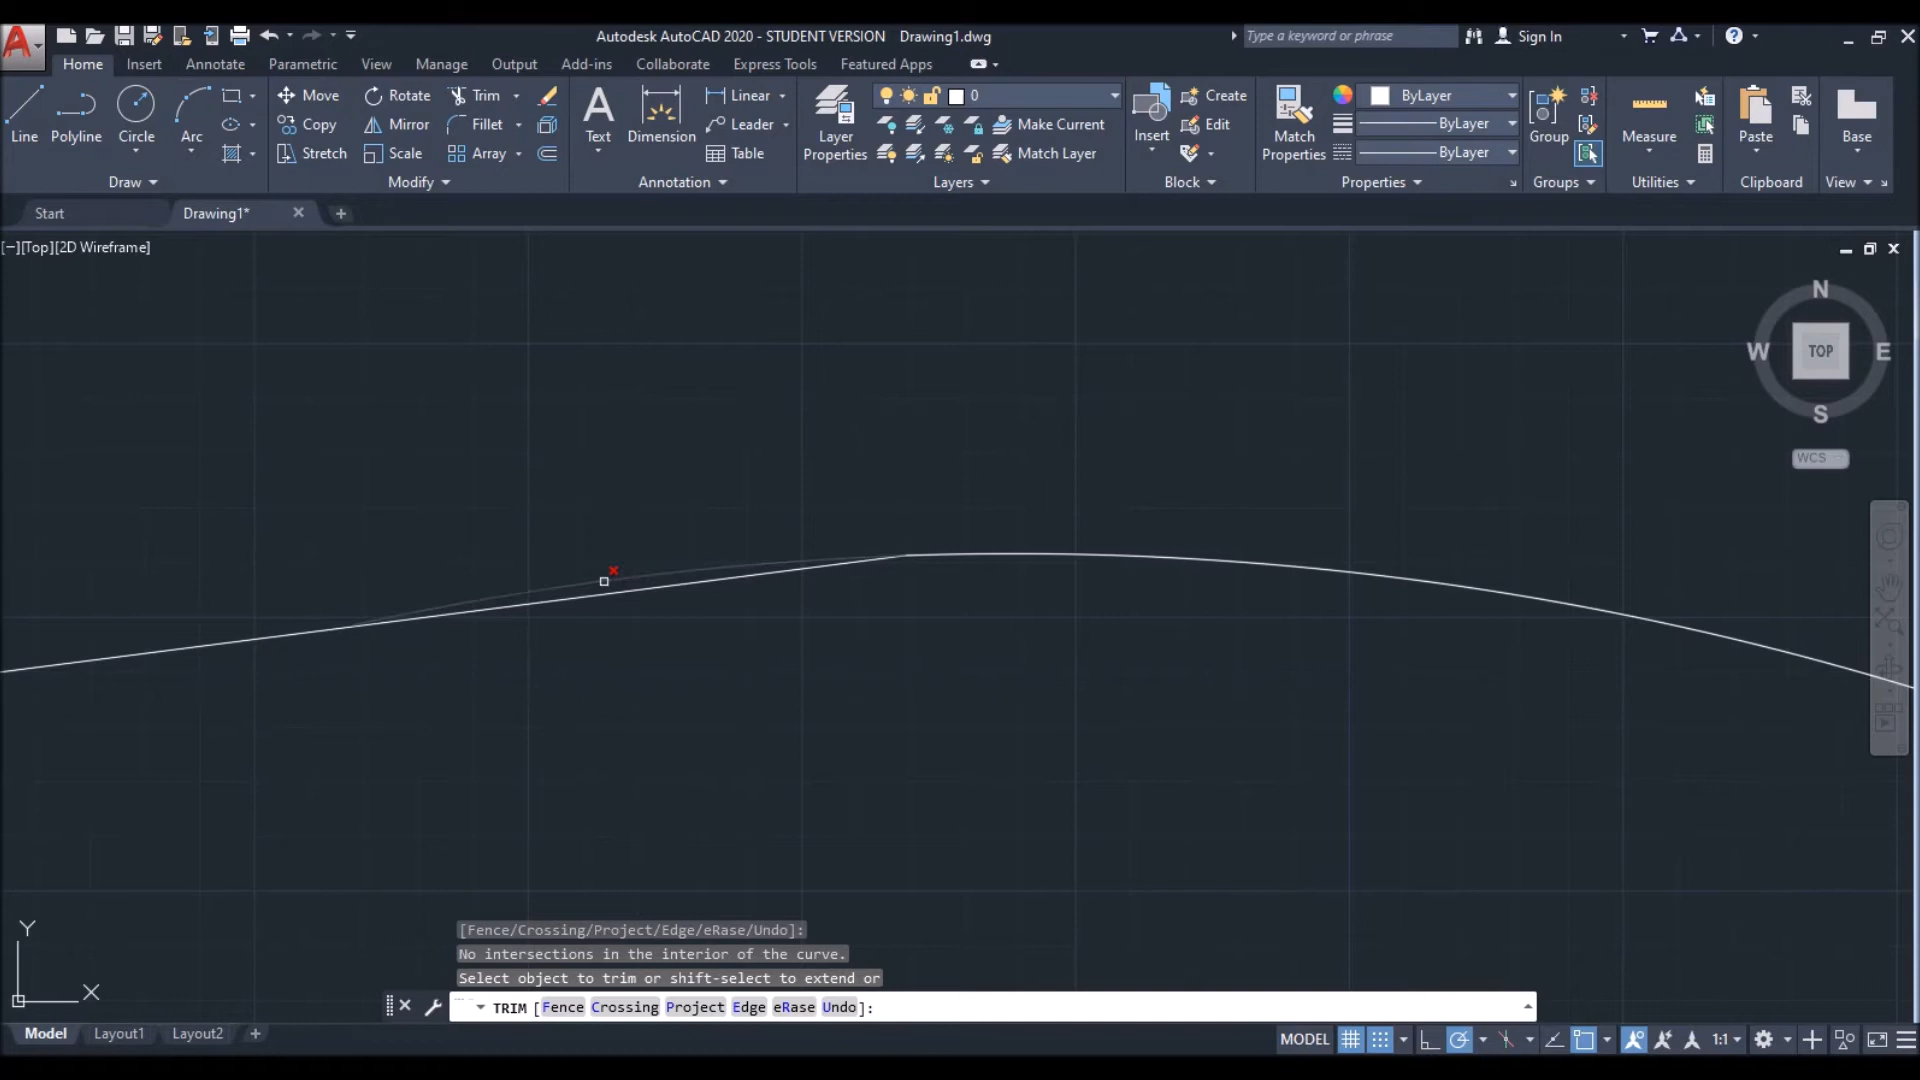 Autodesk AutoCAD 2020 - STUDENT VERSION Drawing1.dwg
Type a keyword or phrase
Sign In
Home Insert Annotate Parametric View Manage Output Add-ins Collaborate Express Tools Featured Apps
Move Rotate Trim Linear 0 Create ByLayer
Line Polyline Circle Arc Copy Mirror Fillet Text Dimension Leader Layer Properties Make Current Insert Edit Match Properties ByLayer Group Measure Paste Base
Stretch Scale Array Table Match Layer ByLayer
Draw Modify Annotation Layers Block Properties Groups Utilities Clipboard View
Start Drawing1*
[−][Top][2D Wireframe]
N
W TOP E
S
WCS
Y
X
[Fence/Crossing/Project/Edge/eRase/Undo]:
No intersections in the interior of the curve.
Select object to trim or shift-select to extend or
TRIM [Fence Crossing Project Edge eRase Undo]:
Model Layout1 Layout2
MODEL 1:1